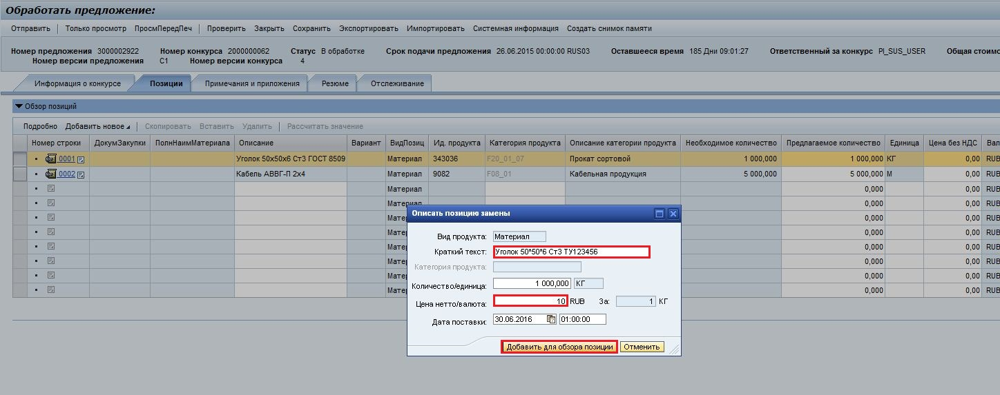 Обработать предложение:
Отправить Только просмотр ПросмПередПеч Проверить Закрыть Сохранить Экспортировать Импортировать Системная информация Создать снимок памяти
Номер предложения 3000002922 Номер конкурса 2000000062 Статус В обработке Срок подачи предложения 26.06.2015 00:00:00 RUS03 Оставшееся время 185 Дни 09:01:27 Ответственный за конкурс PI_SUS_USER Общая стоимо
Номер версии предложения C1 Номер версии конкурса 4
Информация о конкурсе Позиции Примечания и приложения Резюме Отслеживание
Обзор позиций
Подробно Добавить новое Скопировать Вставить Удалить Рассчитать значение
Номер строки ДокумЗакупки ПолнНаимМатериала Описание Вариант ВидПозиц Ид. продукта Категория продукта Описание категории продукта Необходимое количество Предлагаемое количество Единица Цена без НДС Вал
0001 Уголок 50х50х6 Ст3 ГОСТ 8509 Материал 343036 F20_01_07 Прокат сортовой 1 000,000 1 000,000 КГ 0,00 RUB
0002 Кабель АВВГ-П 2х4 Материал 9082 F08_01 Кабельная продукция 5 000,000 5 000,000 М 0,00 RUB
Материал 0,000 0,00 RUB
Мате 0,000 0,00 RUB
Мате 0,000 0,00 RUB
Мате 0,000 0,00 RUB
Мате 0,000 0,00 RUB
Мате 0,000 0,00 RUB
Мате 0,000 0,00 RUB
Мате 0,000 0,00 RUB
Описать позицию замены
Вид продукта: Материал
Краткий текст: Уголок 50*50*6 Ст3 ТУ123456
Категория продукта:
Количество/единица: 1 000,000 КГ
Цена нетто/валюта: 10 RUB За: 1 КГ
Дата поставки: 30.06.2016 01:00:00
Добавить для обзора позиции Отменить